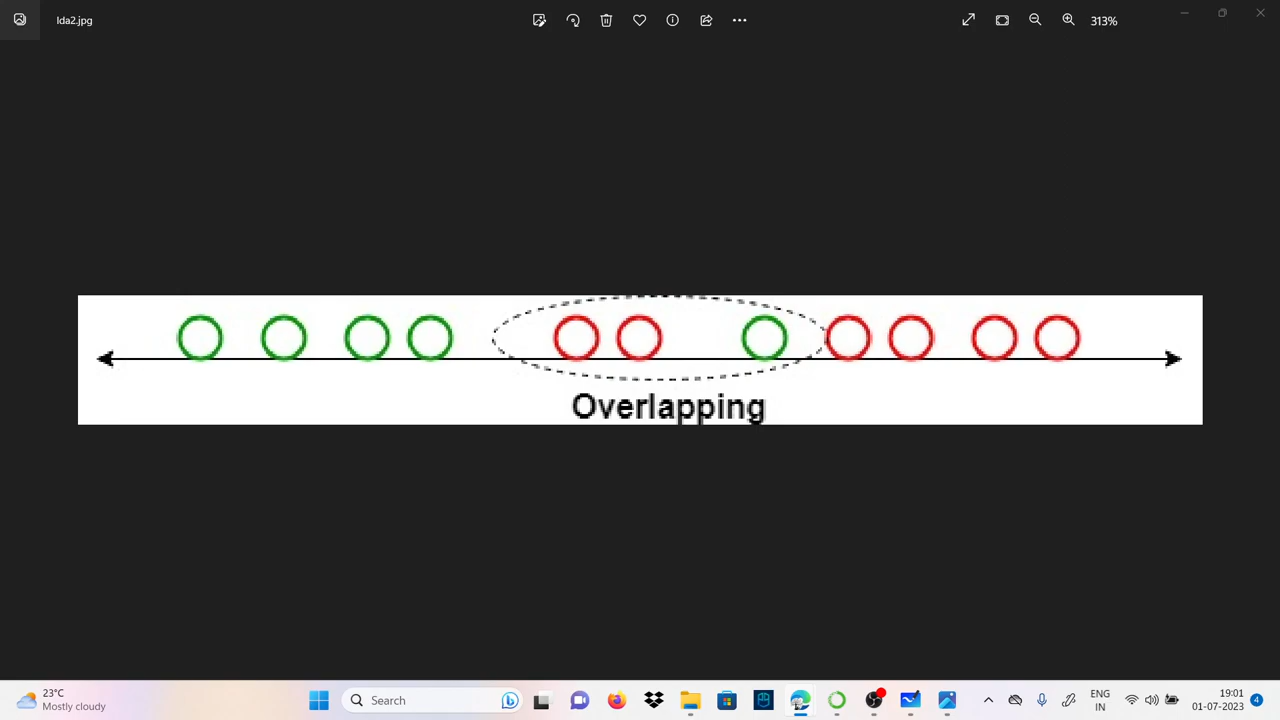 lda2.jpg
313%
Overlapping
23°C
Mostly cloudy
Search
ENG
IN
19:01
01-07-2023
4